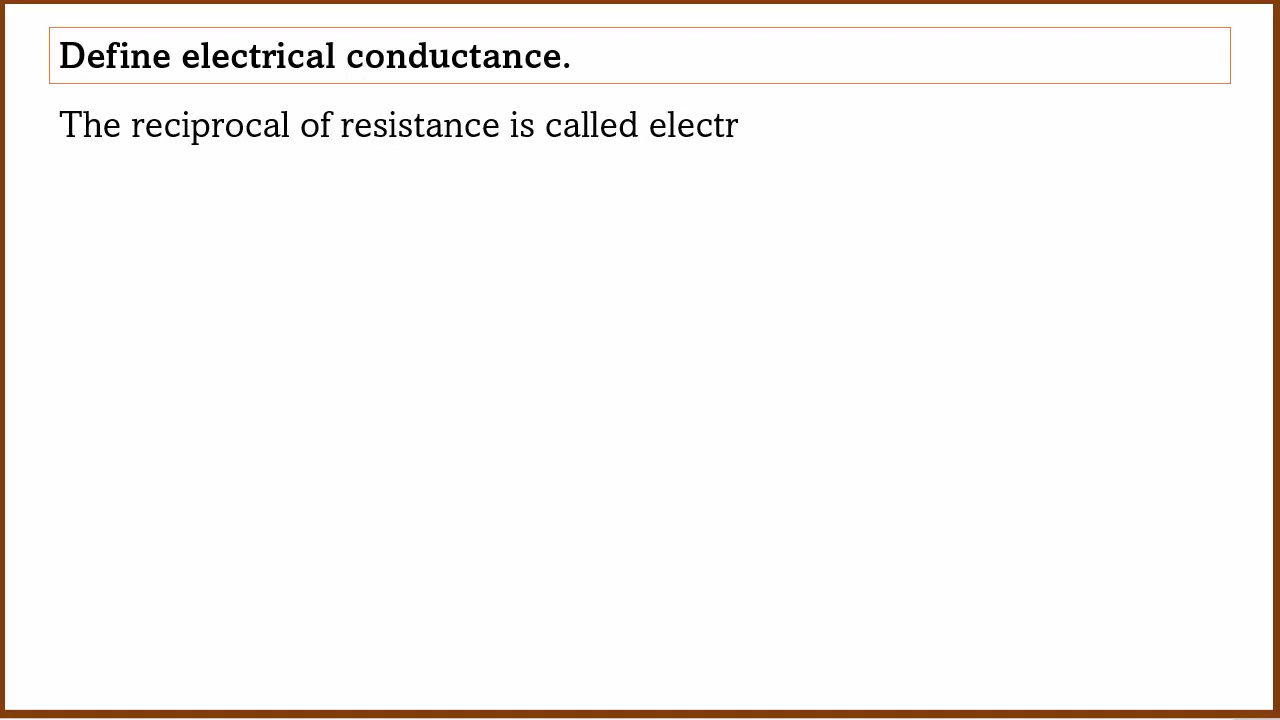 Define electrical conductance.
The reciprocal of resistance is called electr